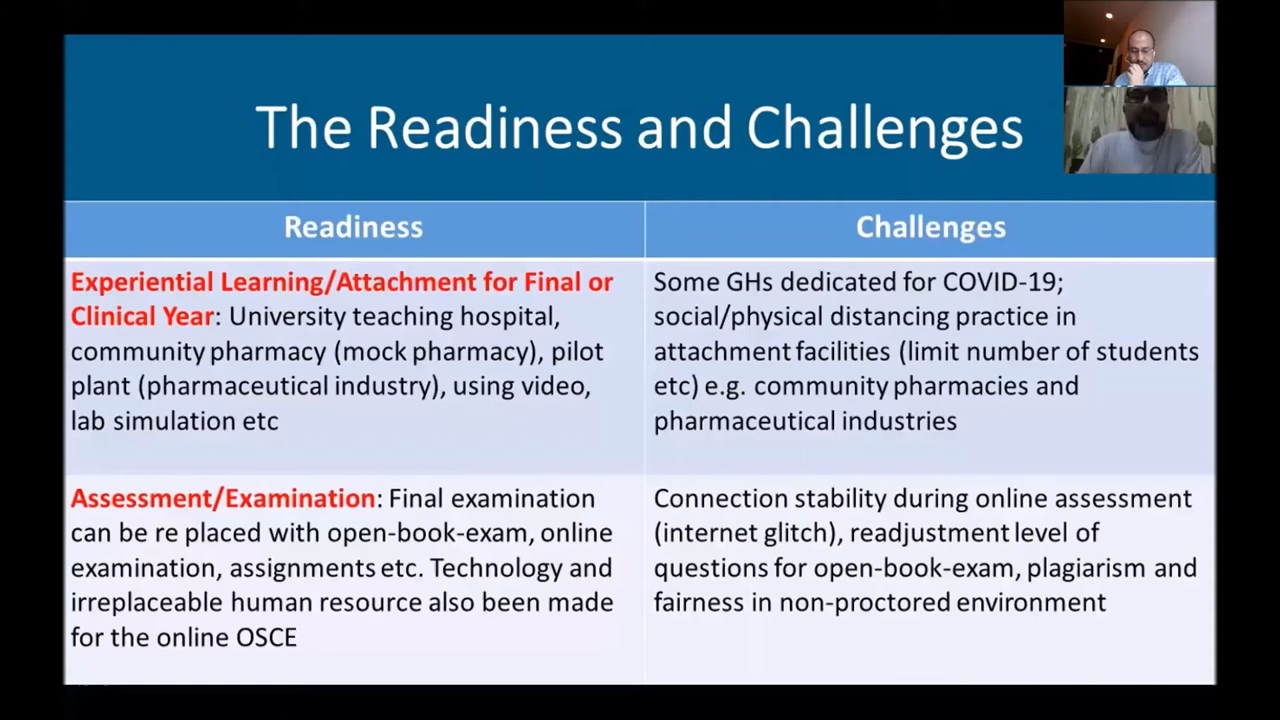 The Readiness and Challenges
Readiness
Challenges
Experiential Learning/Attachment for Final or
Clinical Year: University teaching hospital,
community pharmacy (mock pharmacy), pilot
plant (pharmaceutical industry), using video,
lab simulation etc
Some GHs dedicated for COVID-19;
social/physical distancing practice in
attachment facilities (limit number of students
etc) e.g. community pharmacies and
pharmaceutical industries
Assessment/Examination: Final examination
can be re placed with open-book-exam, online
examination, assignments etc. Technology and
irreplaceable human resource also been made
for the online OSCE
Connection stability during online assessment
(internet glitch), readjustment level of
questions for open-book-exam, plagiarism and
fairness in non-proctored environment